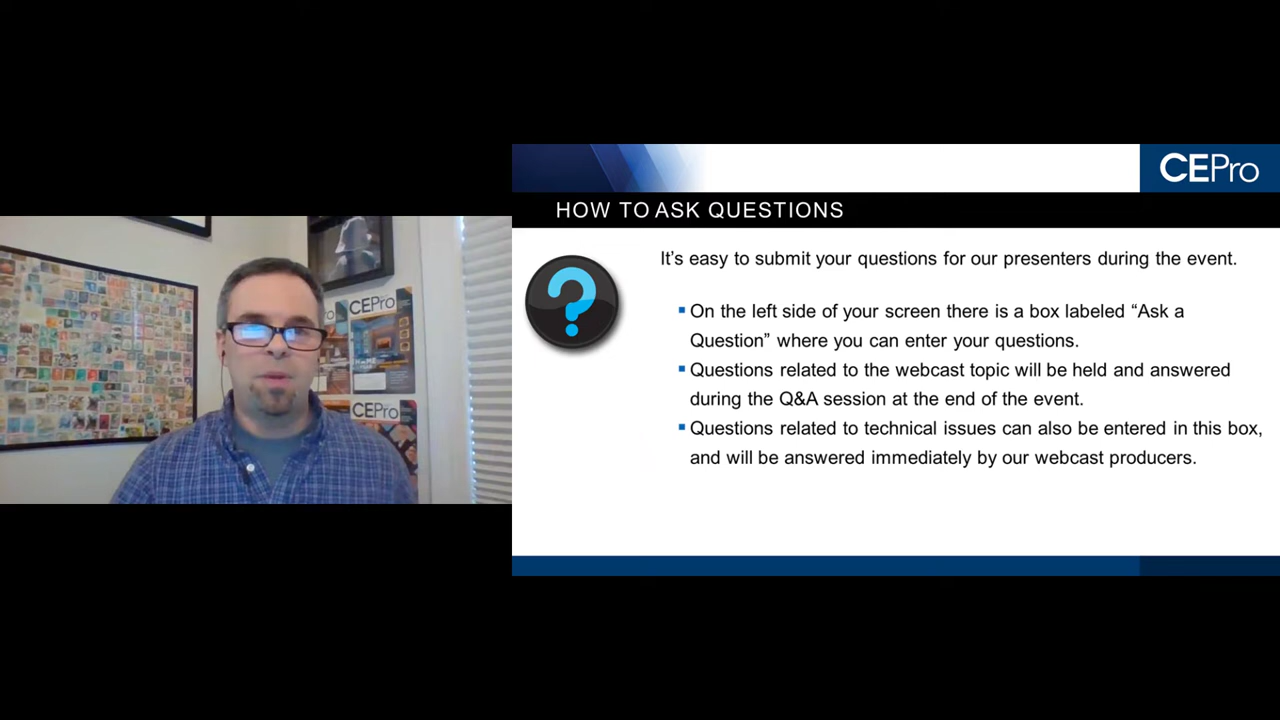 CEPro
HOW TO ASK QUESTIONS
It's easy to submit your questions for our presenters during the event.
On the left side of your screen there is a box labeled “Ask a
Question” where you can enter your questions.
Questions related to the webcast topic will be held and answered
during the Q&A session at the end of the event.
Questions related to technical issues can also be entered in this box,
and will be answered immediately by our webcast producers.
?
CEPro
CEPro